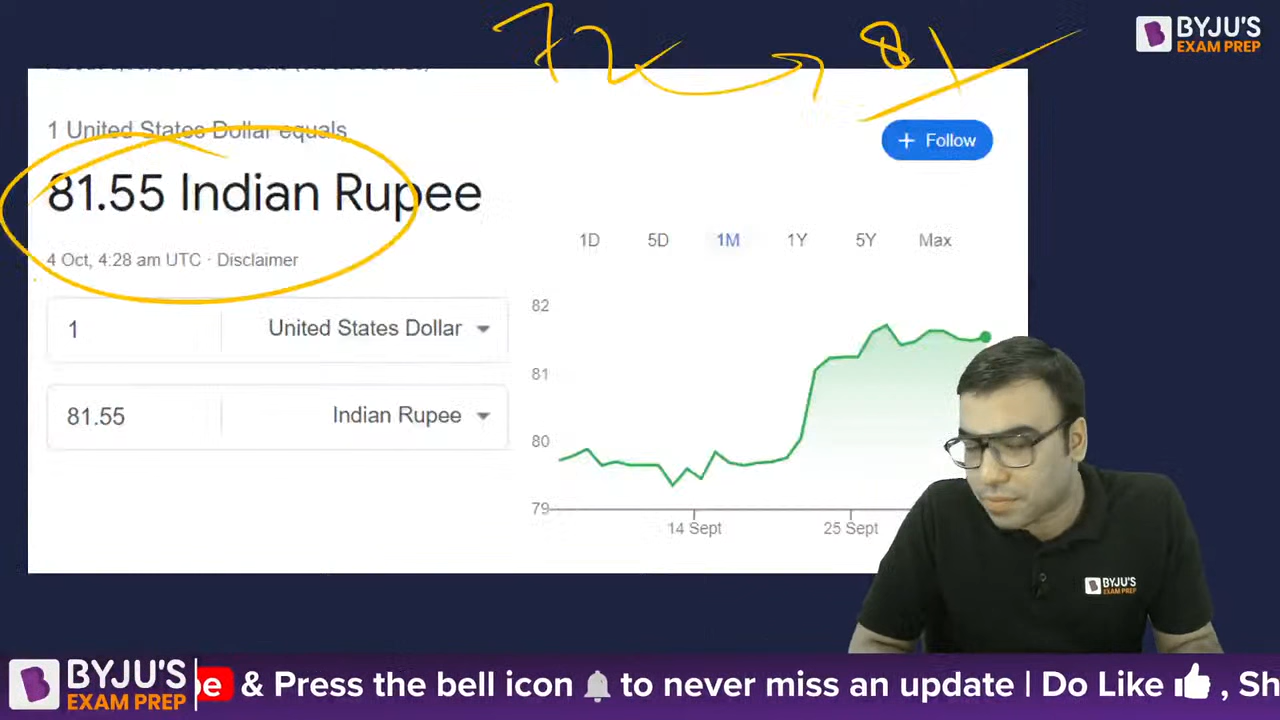 72 → 81
BYJU'S
EXAM PREP
1 United States Dollar equals
81.55 Indian Rupee
4 Oct, 4:28 am UTC · Disclaimer
+ Follow
1D 5D 1M 1Y 5Y Max
1 United States Dollar
81.55 Indian Rupee
82
81
80
79
14 Sept 25 Sept
BYJU'S
EXAM PREP
BYJU'S
EXAM PREP
& Press the bell icon 🔔 to never miss an update | Do Like 👍 , Sh